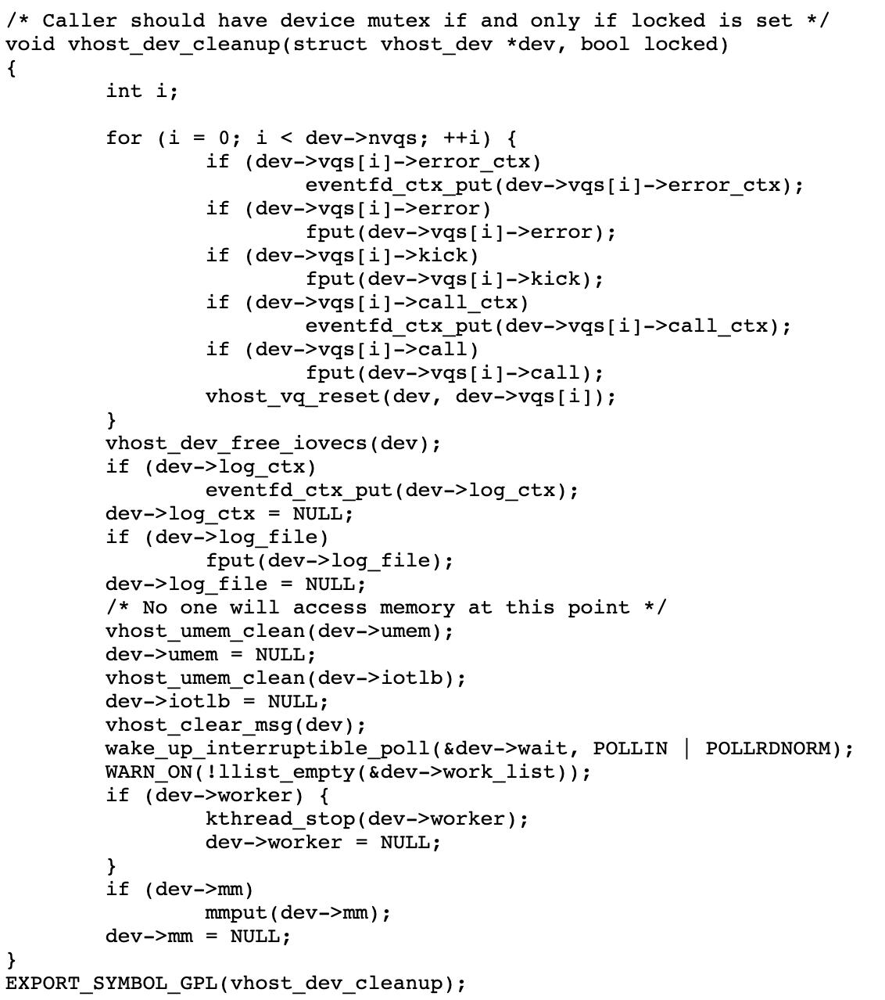 /* Caller should have device mutex if and only if locked is set */
void vhost_dev_cleanup(struct vhost_dev *dev, bool locked)
{
        int i;

        for (i = 0; i < dev->nvqs; ++i) {
                if (dev->vqs[i]->error_ctx)
                        eventfd_ctx_put(dev->vqs[i]->error_ctx);
                if (dev->vqs[i]->error)
                        fput(dev->vqs[i]->error);
                if (dev->vqs[i]->kick)
                        fput(dev->vqs[i]->kick);
                if (dev->vqs[i]->call_ctx)
                        eventfd_ctx_put(dev->vqs[i]->call_ctx);
                if (dev->vqs[i]->call)
                        fput(dev->vqs[i]->call);
                vhost_vq_reset(dev, dev->vqs[i]);
        }
        vhost_dev_free_iovecs(dev);
        if (dev->log_ctx)
                eventfd_ctx_put(dev->log_ctx);
        dev->log_ctx = NULL;
        if (dev->log_file)
                fput(dev->log_file);
        dev->log_file = NULL;
        /* No one will access memory at this point */
        vhost_umem_clean(dev->umem);
        dev->umem = NULL;
        vhost_umem_clean(dev->iotlb);
        dev->iotlb = NULL;
        vhost_clear_msg(dev);
        wake_up_interruptible_poll(&dev->wait, POLLIN | POLLRDNORM);
        WARN_ON(!llist_empty(&dev->work_list));
        if (dev->worker) {
                kthread_stop(dev->worker);
                dev->worker = NULL;
        }
        if (dev->mm)
                mmput(dev->mm);
        dev->mm = NULL;
}
EXPORT_SYMBOL_GPL(vhost_dev_cleanup);